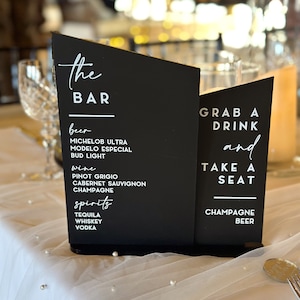 the
BAR
beer
MICHELOB ULTRA
MODELO ESPECIAL
BUD LIGHT
wine
PINOT GRIGIO
CABERNET SAUVIGNON
CHAMPAGNE
spirits
TEQUILA
WHISKEY
VODKA
GRAB A
DRINK
and
TAKE A
SEAT
CHAMPAGNE
BEER